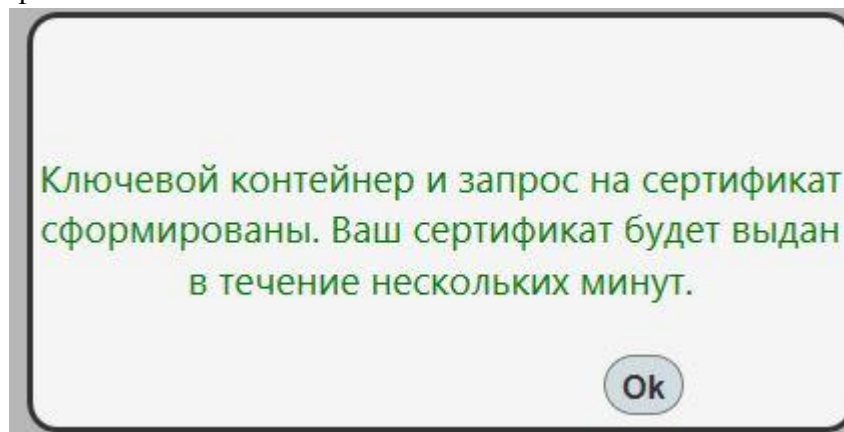 Ключевой контейнер и запрос на сертификат
сформированы. Ваш сертификат будет выдан
в течение нескольких минут.
Ok